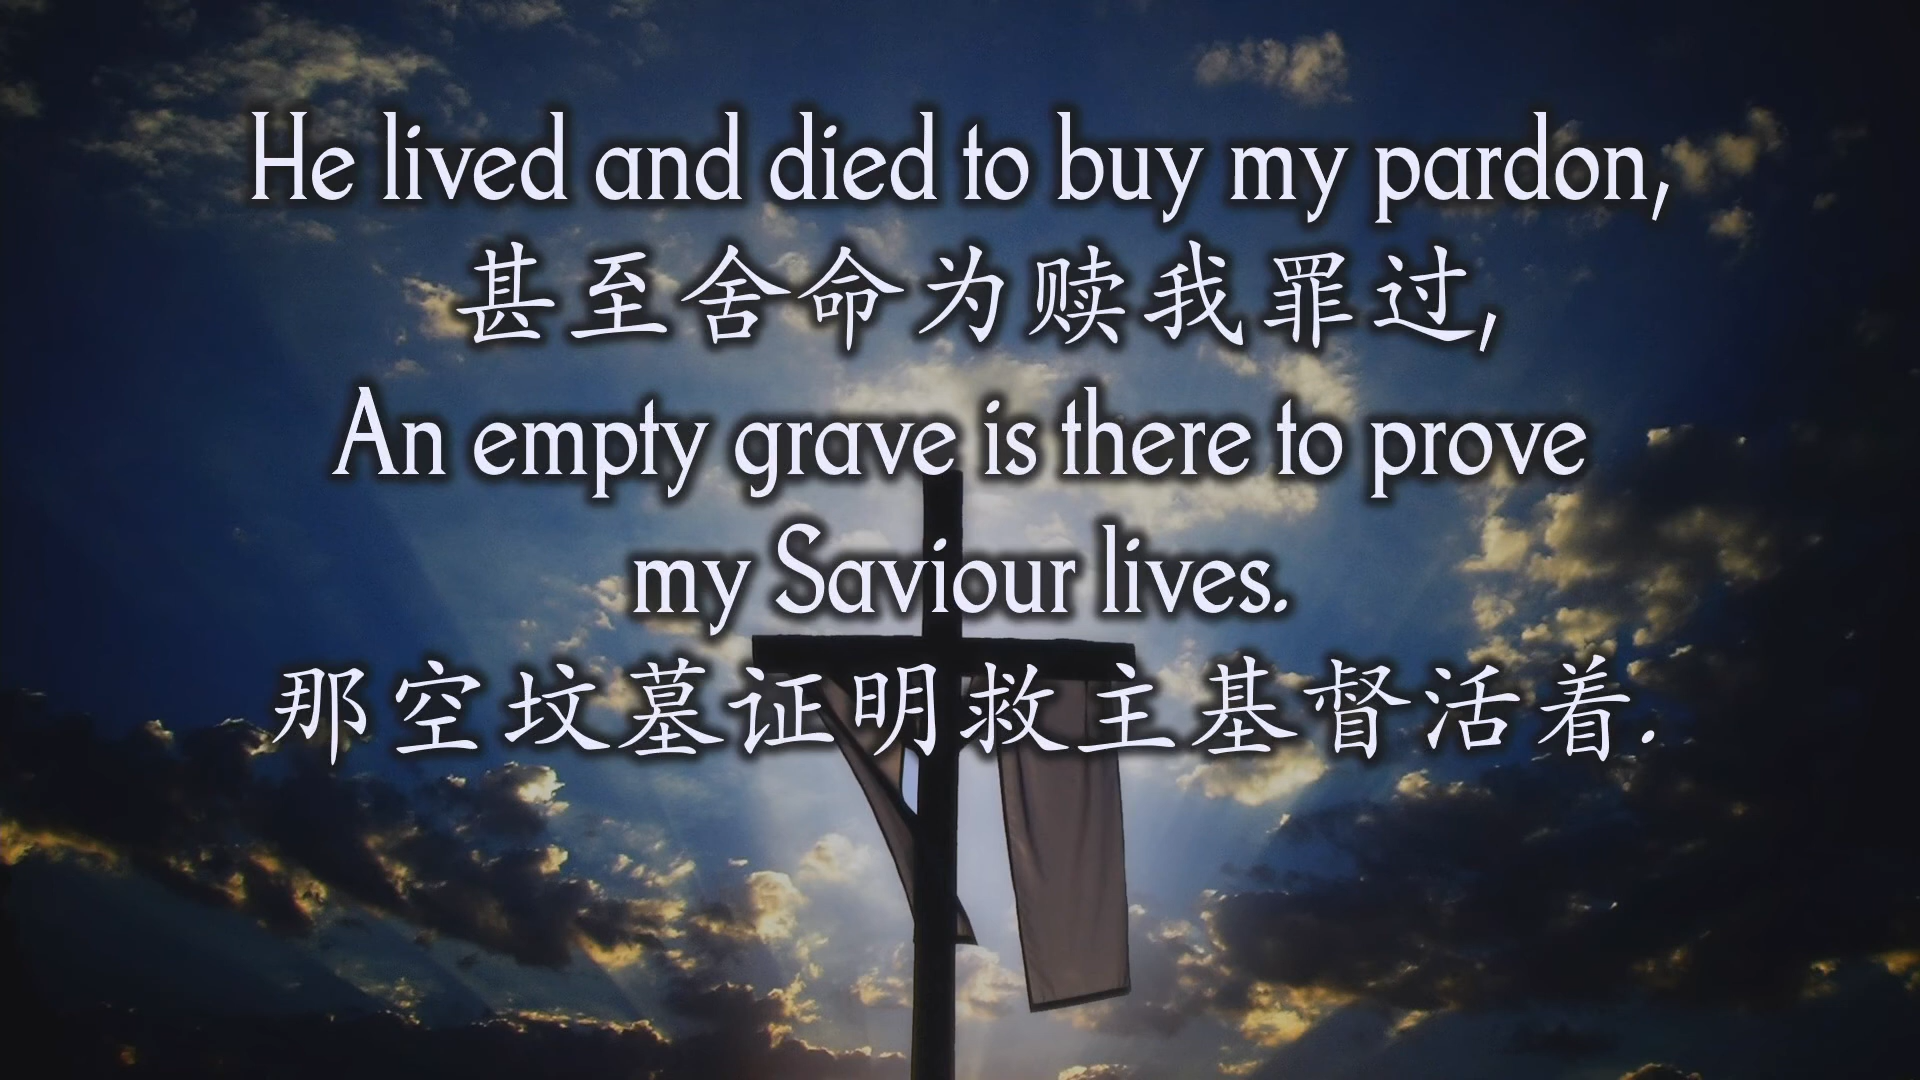 He lived and died to buy my pardon,
甚至舍命为赎我罪过,
An empty grave is there to prove
my Saviour lives.
那空坟墓证明救主基督活着.